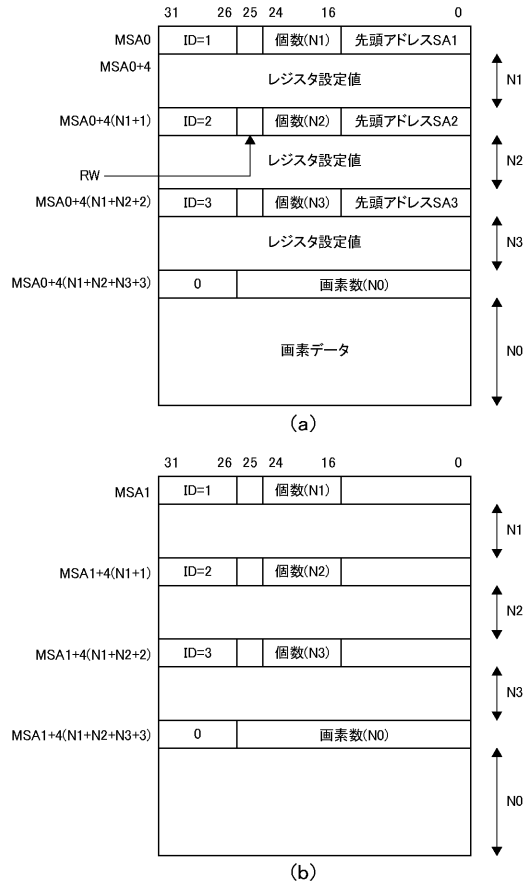 31 26 25 24 16 0
MSA0 ID=1 個数(N1) 先頭アドレスSA1
MSA0+4 レジスタ設定値 N1
MSA0+4(N1+1) ID=2 個数(N2) 先頭アドレスSA2
レジスタ設定値 N2
RW
MSA0+4(N1+N2+2) ID=3 個数(N3) 先頭アドレスSA3
レジスタ設定値 N3
MSA0+4(N1+N2+N3+3) 0 画素数(N0)
画素データ N0
(a)
31 26 25 24 16 0
MSA1 ID=1 個数(N1)
N1
MSA1+4(N1+1) ID=2 個数(N2)
N2
MSA1+4(N1+N2+2) ID=3 個数(N3)
N3
MSA1+4(N1+N2+N3+3) 0 画素数(N0)
N0
(b)